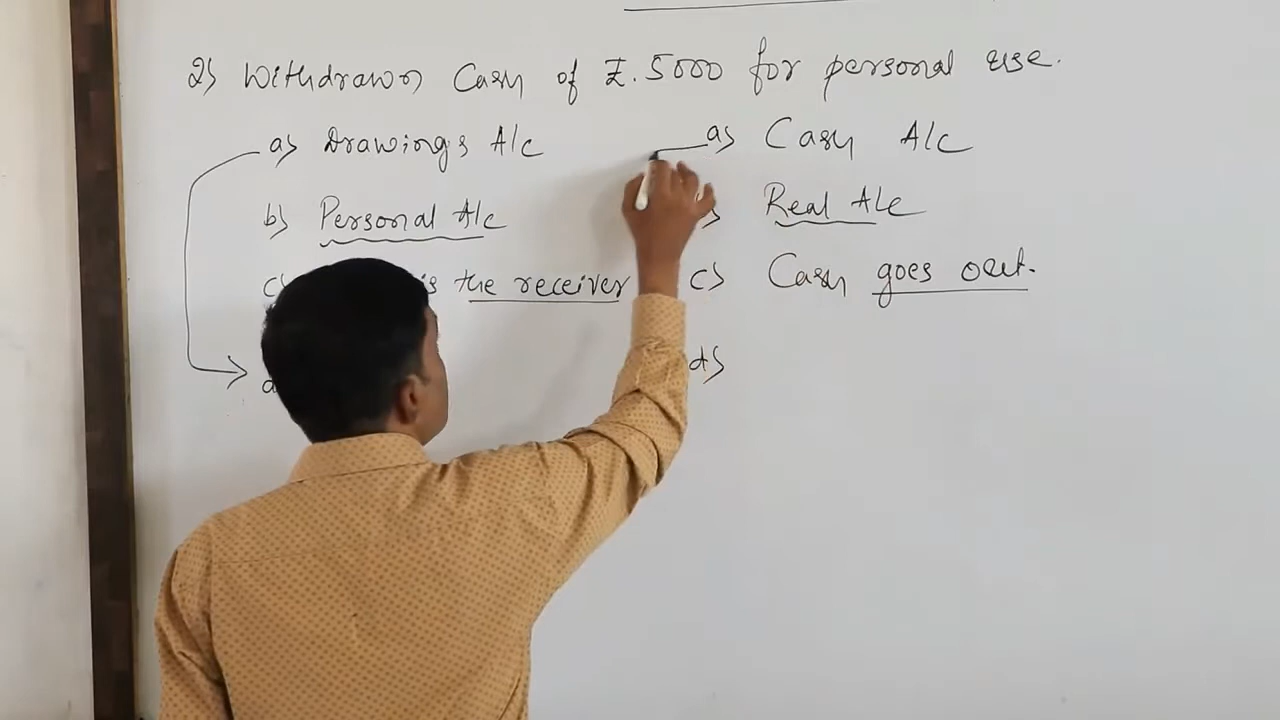 2) Withdrawn Cash of ₹.5000 for personal use.
a) Drawings A/c a) Cash A/c
b) Personal A/c ) Real A/c
c) is the receiver c) Cash goes out.
d) d)